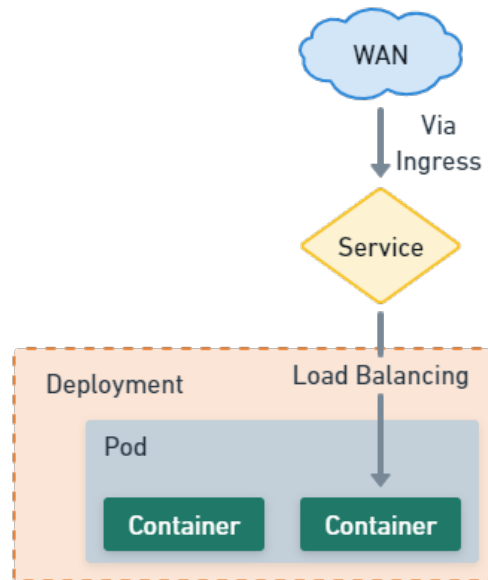 WAN
Via
Ingress
Service
Deployment
Load Balancing
Pod
Container
Container